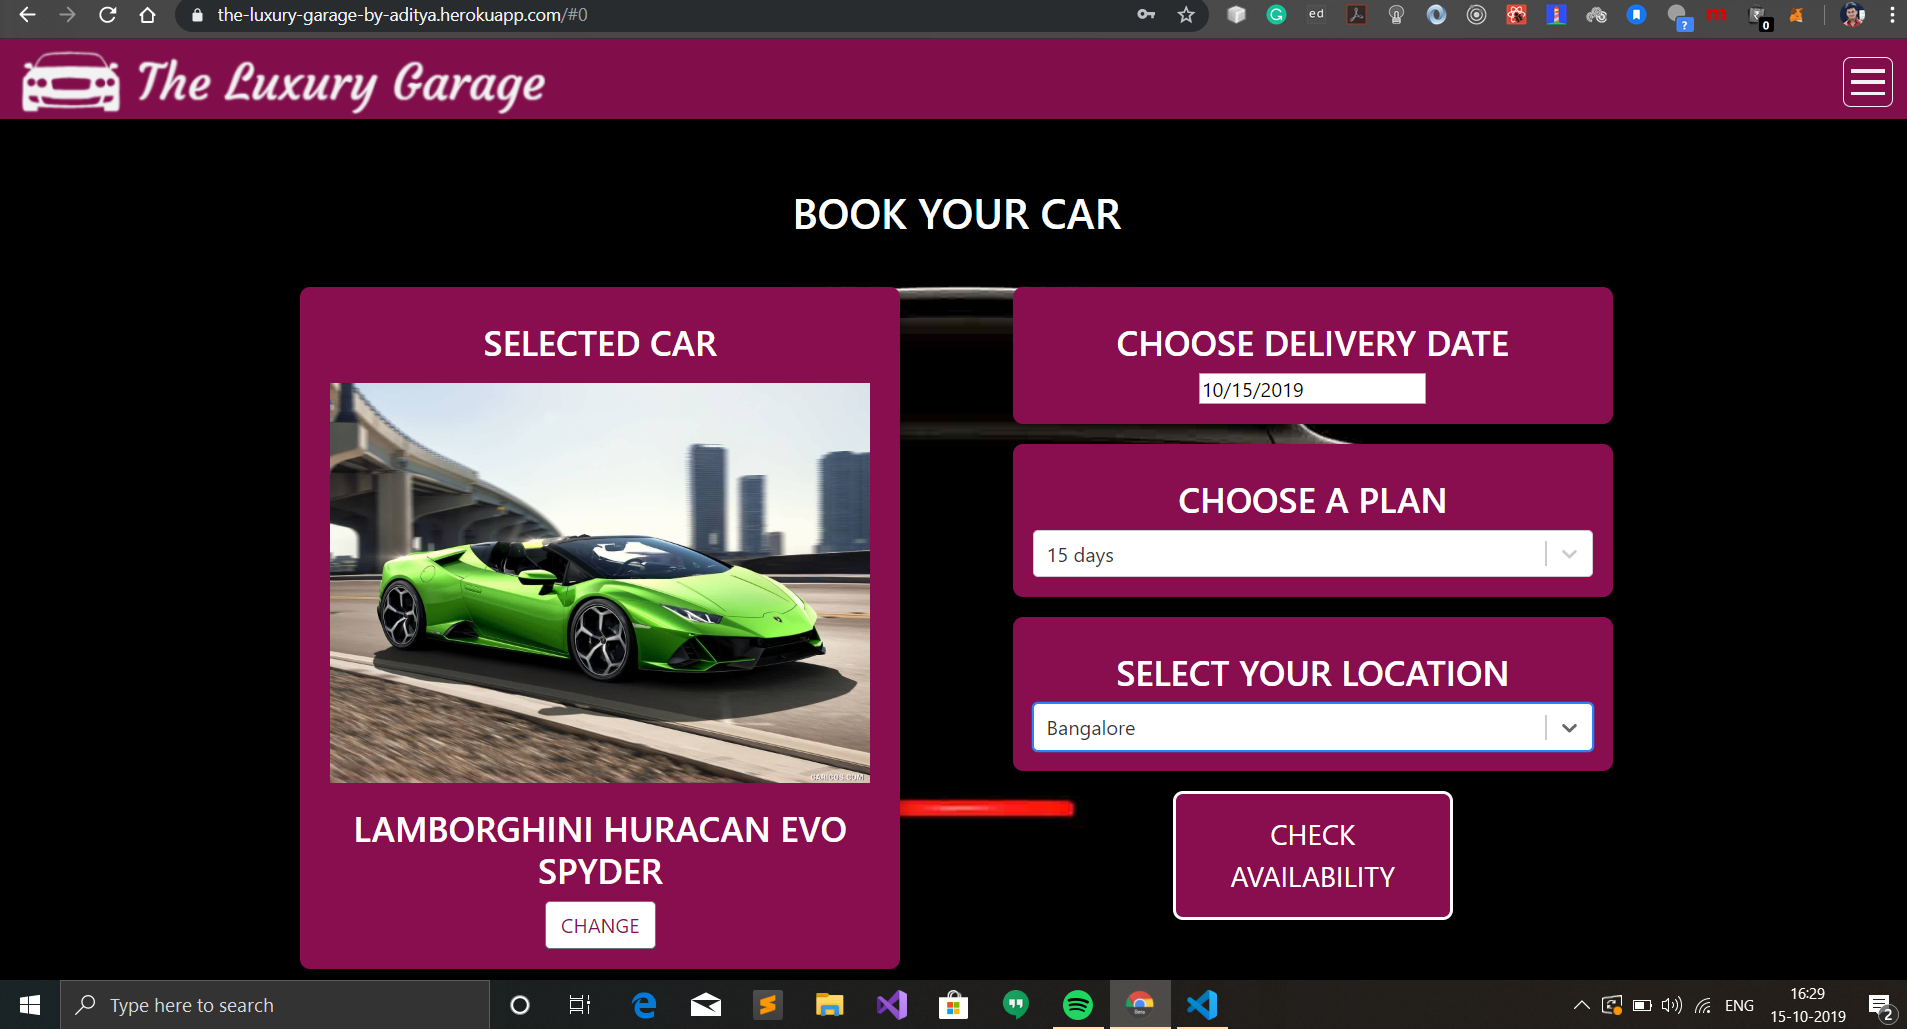 the-luxury-garage-by-aditya.herokuapp.com/#0
ed
m
?
0
The Luxury Garage
BOOK YOUR CAR
SELECTED CAR
LAMBORGHINI HURACAN EVO
SPYDER
CHANGE
CHOOSE DELIVERY DATE
10/15/2019
CHOOSE A PLAN
15 days
SELECT YOUR LOCATION
Bangalore
CHECK
AVAILABILITY
Type here to search
ENG
16:29
15-10-2019
2